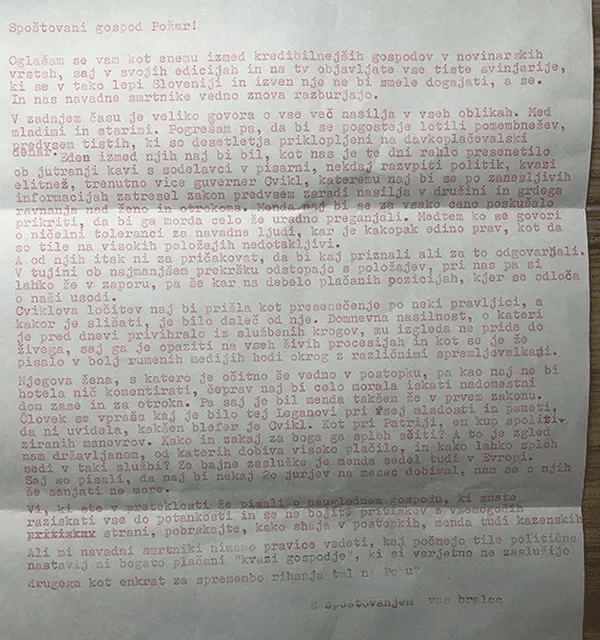 Spoštovani gospod Požar!
Oglašam se vam kot enemu izmed kredibilnejših gospodov v novinarskih
vrstah, saj v svojih edicijah in na tv objavljate vse tiste svinjarije,
ki se v tako lepi Sloveniji in izven nje ne bi smele dogajati, a se.
In nas navadne smrtnike vedno znova razburjajo.
V zadnjem času je veliko govora o vse več nasilja v vseh oblikah. Med
mladimi in starimi. Pogrešam pa, da bi se pogosteje lotili pomembnežev,
predvsem tistih, ki so desetletja priklopljeni na davkoplačevalski
denar.
Eden izmed njih naj bi bil, kot nas je te dni rahlo presenetilo
ob jutranji kavi s sodelavci v pisarni, nekdaj razvpiti politik, kvazi
elitnež, trenutno vice guverner Cvikl, kateremu naj bi se po zanesljivih
informacijah zatresel zakon predvsem zaradi nasilja v družini in grdega
ravnanja nad ženo in otrokoma. Menda naj bi se za vsako ceno poskušalo
prikriti, da bi ga morda celo še uradno preganjali. Medtem ko se govori
o ničelni toleranci za navadne ljudi, kar je kakopak edino prav, kot da
so tile na visokih položajih nedotakljivi.
A od njih itak ni za pričakovat, da bi kaj priznali ali za to odgovarjali.
V tujini ob najmanjšem prekršku odstopajo s položajev, pri nas pa si
lahko še v zaporu, pa še kar na debelo plačanih pozicijah, kjer se odloča
o naši usodi.
Cviklova ločitev naj bi prišla kot presenečenje po neki pravljici, a
kakor je slišati, je bilo daleč od nje. Domnevna nasilnost, o kateri
je pred dnevi privihralo iz službenih krogov, mu izgleda ne pride do
živega, saj ga je opaziti na vseh živih procesijah in kot se je že
pisalo v bolj rumenih medijih hodi okrog z različnimi spremljevalkami.
Njegova žena, s katero je očitno še vedno v postopku, pa kao naj ne bi
hotela nič komentirati, čeprav naj bi celo morala iskati nadomestni
dom zase in za otroka. Pa saj je bil menda takšen že v prvem zakonu.
Človek se vpraša kaj je bilo tej Leganovi pri vsej mladosti in pameti,
da ni uvidala, kakšen blefer je Cvikl. Kot pri Patriji, en kup spoliti-
ziranih manevrov. Kako in zakaj za boga ga sploh ščiti? A to je zgled
nam državljanom, od katerih dobiva visoko plačilo, in kako lahko sploh
sedi v taki službi? Za bajne zaslužke je menda sedel tudi v Evropi.
Saj so pisali, da naj bi nekaj 20 jurjev na mesec dobival, nam se o njih
še sanjati ne more.
Vi, ki ste v preteklosti že pisali o neuglednem gospodu, ki znate
raziskati vse do potankosti in se ne bojite pritiskov z vsemogočih
pritiskmv strani, pobrskajte, kako shaja v postopkih, menda tudi kazenskih
Ali mi navadni smrtniki nimamo pravice vedeti, kaj počnejo tile politično
nastavljani bogato plačani "kvazi gospodje", ki si verjetno ne zaslužijo
drugega kot enkrat za spremembo ribanja tal na
S spoštovanjem vaš bralec